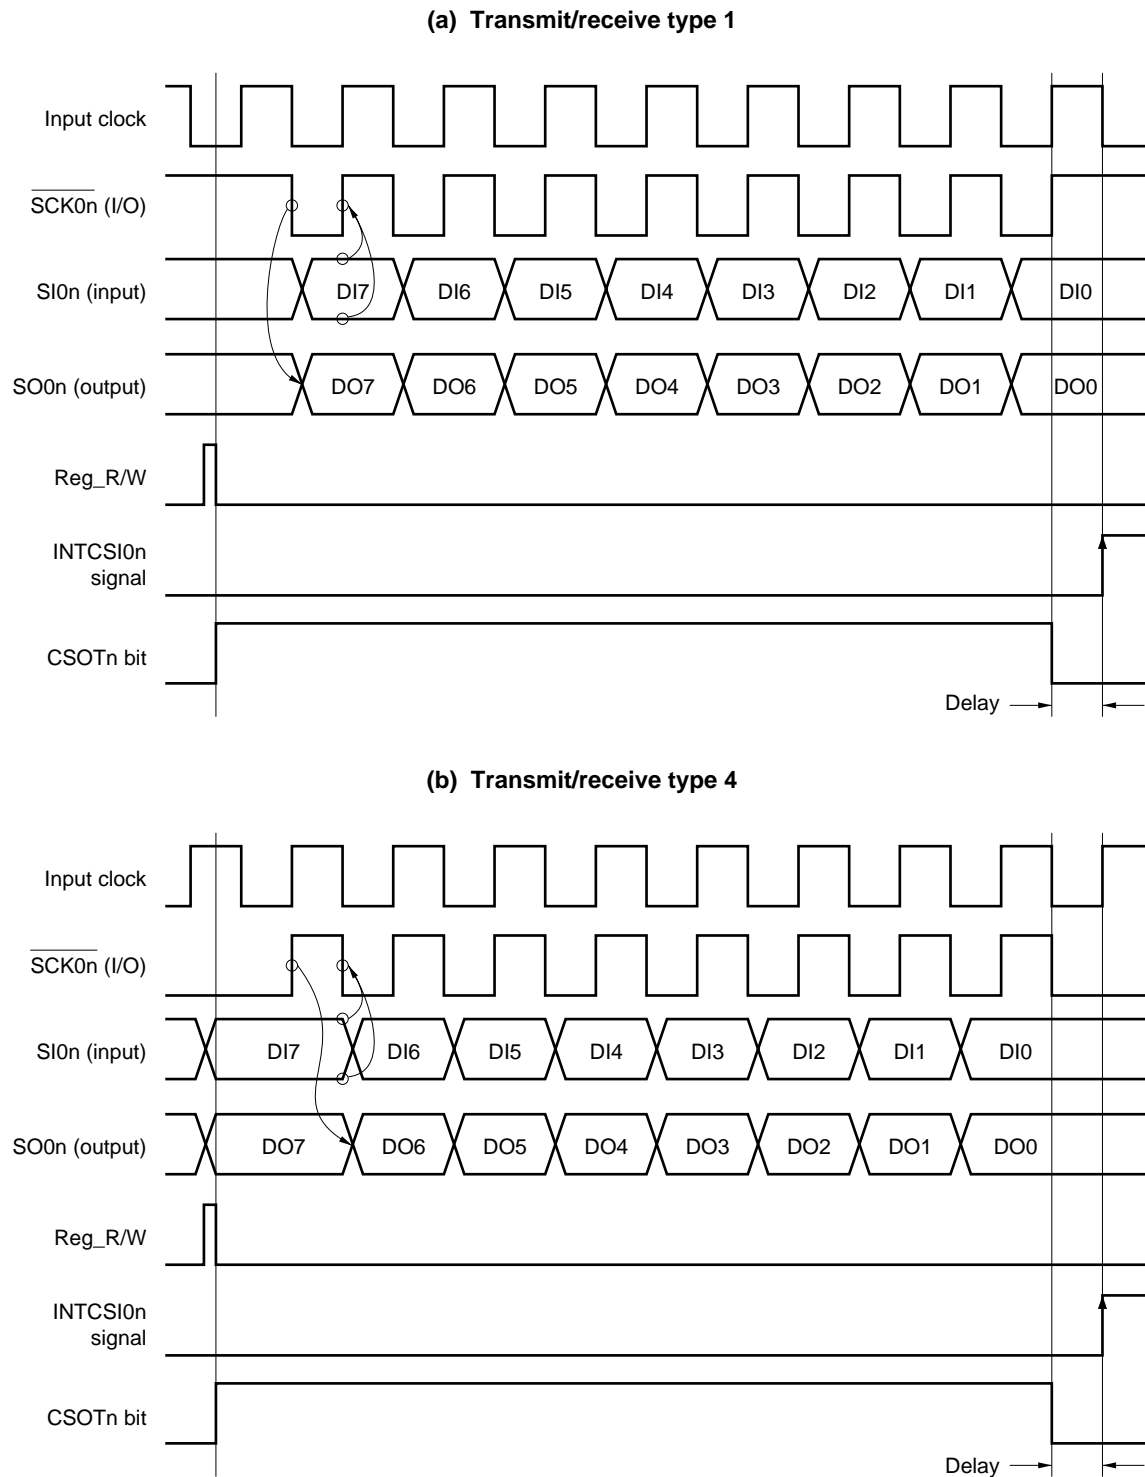 (a) Transmit/receive type 1
Input clock
SCK0n (I/O)
SI0n (input)
DI7 DI6 DI5 DI4 DI3 DI2 DI1 DI0
SO0n (output)
DO7 DO6 DO5 DO4 DO3 DO2 DO1 DO0
Reg_R/W
INTCSI0n
signal
CSOTn bit
Delay
(b) Transmit/receive type 4
Input clock
SCK0n (I/O)
SI0n (input)
DI7 DI6 DI5 DI4 DI3 DI2 DI1 DI0
SO0n (output)
DO7 DO6 DO5 DO4 DO3 DO2 DO1 DO0
Reg_R/W
INTCSI0n
signal
CSOTn bit
Delay